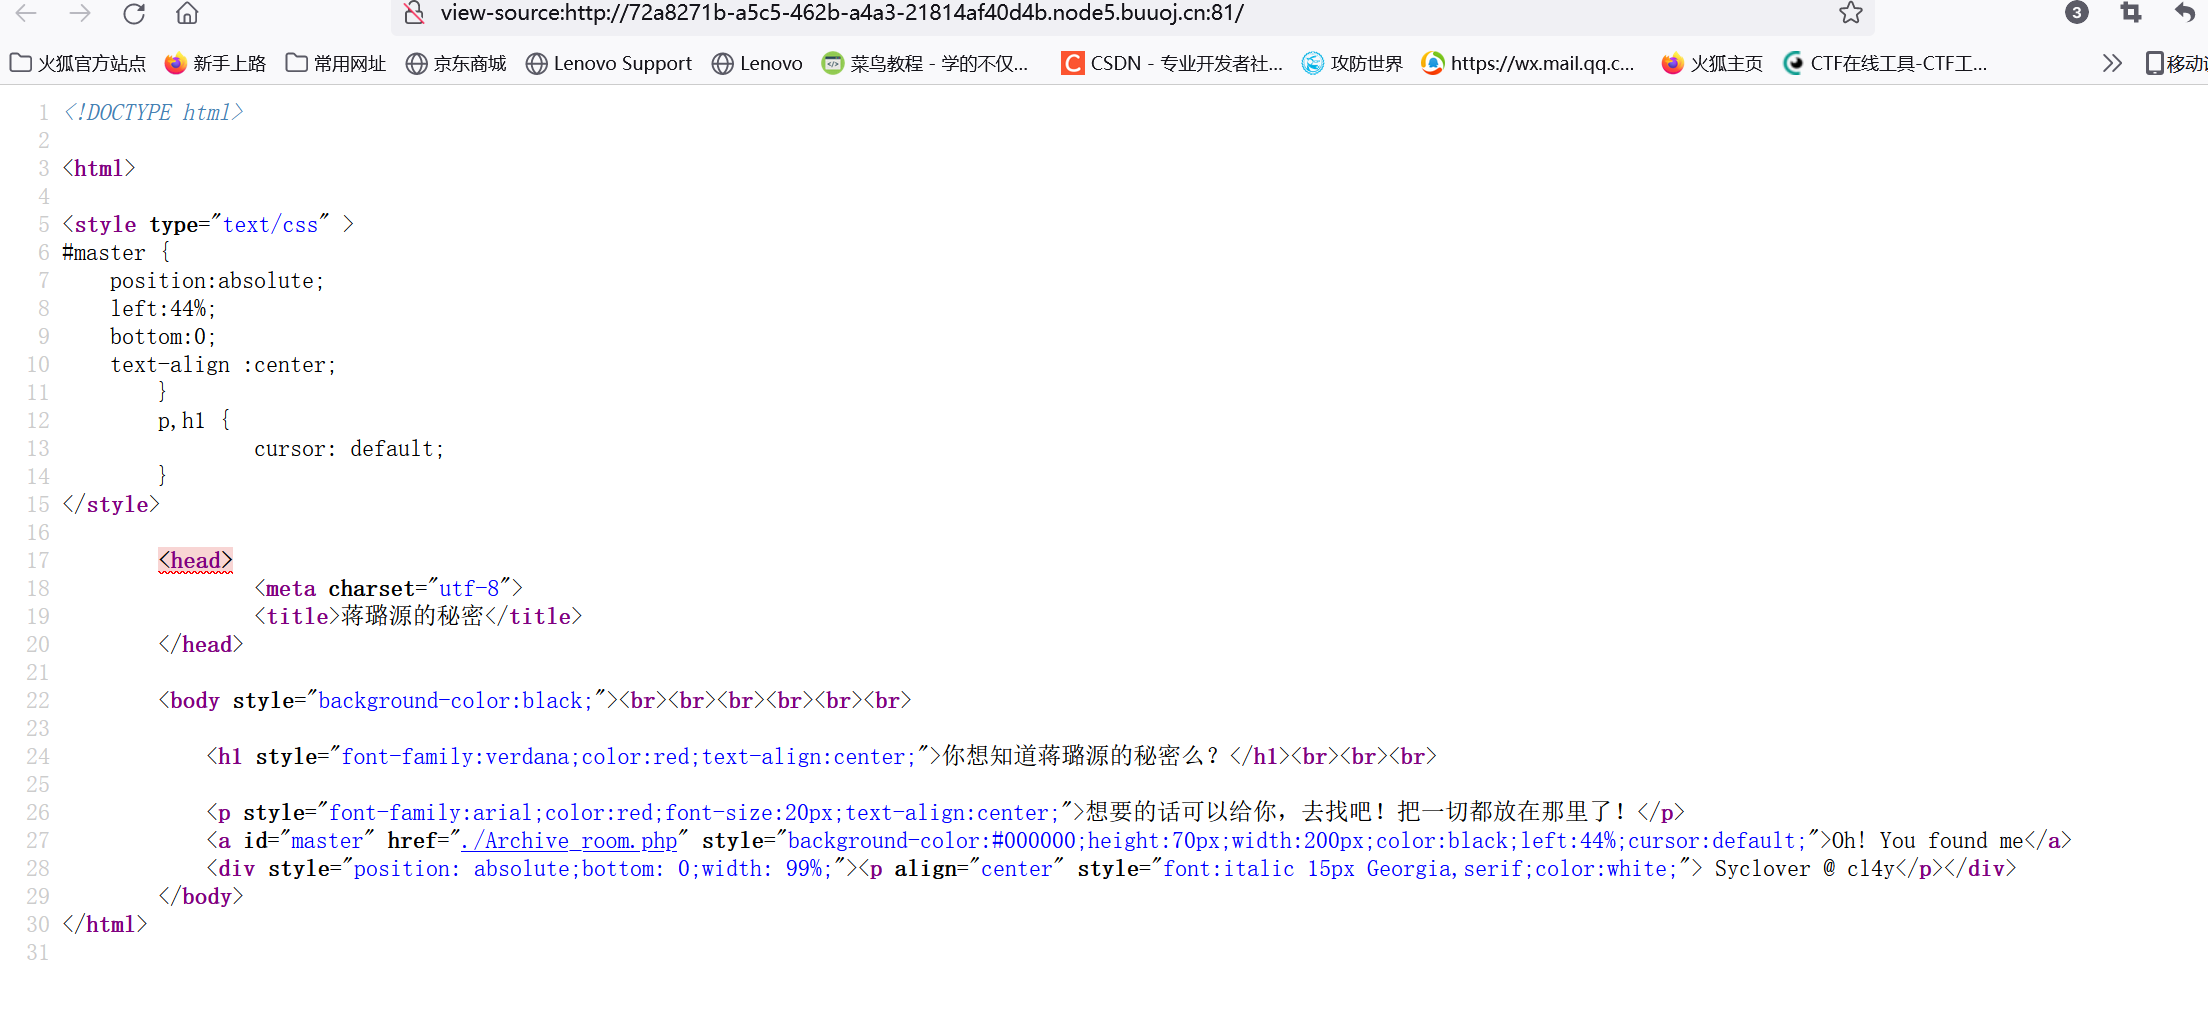 view-source:http://72a8271b-a5c5-462b-a4a3-21814af40d4b.node5.buuoj.cn:81/
3
火狐官方站点 新手上路 常用网址 京东商城 Lenovo Support Lenovo 菜鸟教程 - 学的不仅... CSDN - 专业开发者社... 攻防世界 https://wx.mail.qq.c... 火狐主页 CTF在线工具-CTF工... 移动
1 <!DOCTYPE html>
2
3 <html>
4
5 <style type="text/css" >
6 #master {
7     position:absolute;
8     left:44%;
9     bottom:0;
10     text-align :center;
11         }
12         p,h1 {
13                 cursor: default;
14         }
15 </style>
16
17         <head>
18                 <meta charset="utf-8">
19                 <title>蒋璐源的秘密</title>
20         </head>
21
22         <body style="background-color:black;"><br><br><br><br><br><br>
23
24             <h1 style="font-family:verdana;color:red;text-align:center;">你想知道蒋璐源的秘密么？</h1><br><br><br>
25
26             <p style="font-family:arial;color:red;font-size:20px;text-align:center;">想要的话可以给你，去找吧！把一切都放在那里了！</p>
27             <a id="master" href="./Archive_room.php" style="background-color:#000000;height:70px;width:200px;color:black;left:44%;cursor:default;">Oh! You found me</a>
28             <div style="position: absolute;bottom: 0;width: 99%;"><p align="center" style="font:italic 15px Georgia,serif;color:white;"> Syclover @ cl4y</p></div>
29         </body>
30 </html>
31